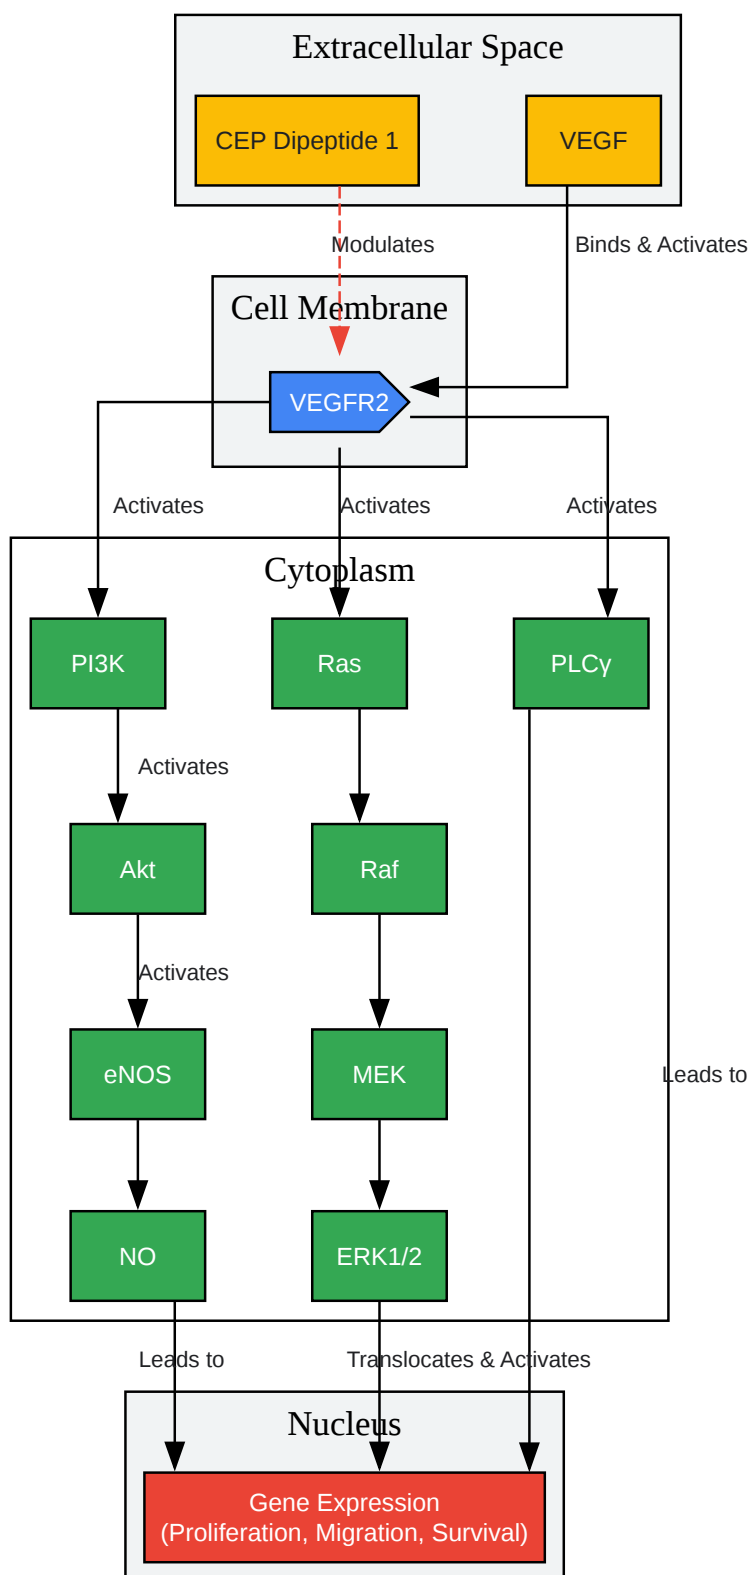 Extracellular Space
CEP Dipeptide 1
VEGF
Modulates
Binds & Activates
Cell Membrane
VEGFR2
Activates
Activates
Activates
Cytoplasm
PI3K
Ras
PLCγ
Activates
Akt
Raf
Activates
eNOS
MEK
Leads to
NO
ERK1/2
Leads to
Translocates & Activates
Nucleus
Gene Expression
(Proliferation, Migration, Survival)